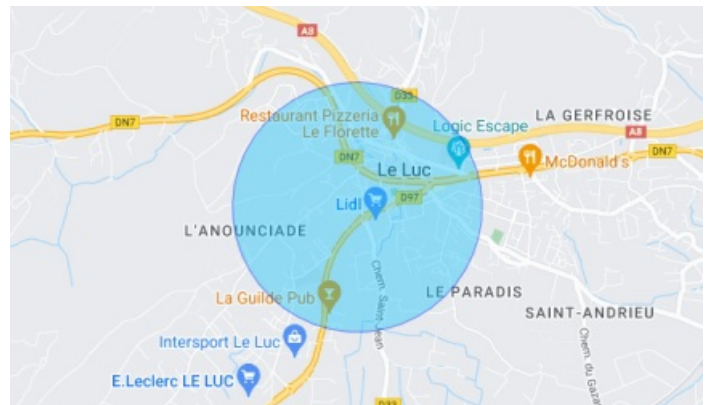 A8
D33
Restaurant Pizzeria
Le Florette
LA GERFROISE
DN7
Logic Escape
A8
DN7
McDonald's
DN7
Le Luc
Lidl
D97
L'ANOUNCIADE
La Guilde Pub
Chem. Saint-Jean
LE PARADIS
SAINT-ANDRIEU
Intersport Le Luc
E.Leclerc LE LUC
Chem. du Gaza
D33